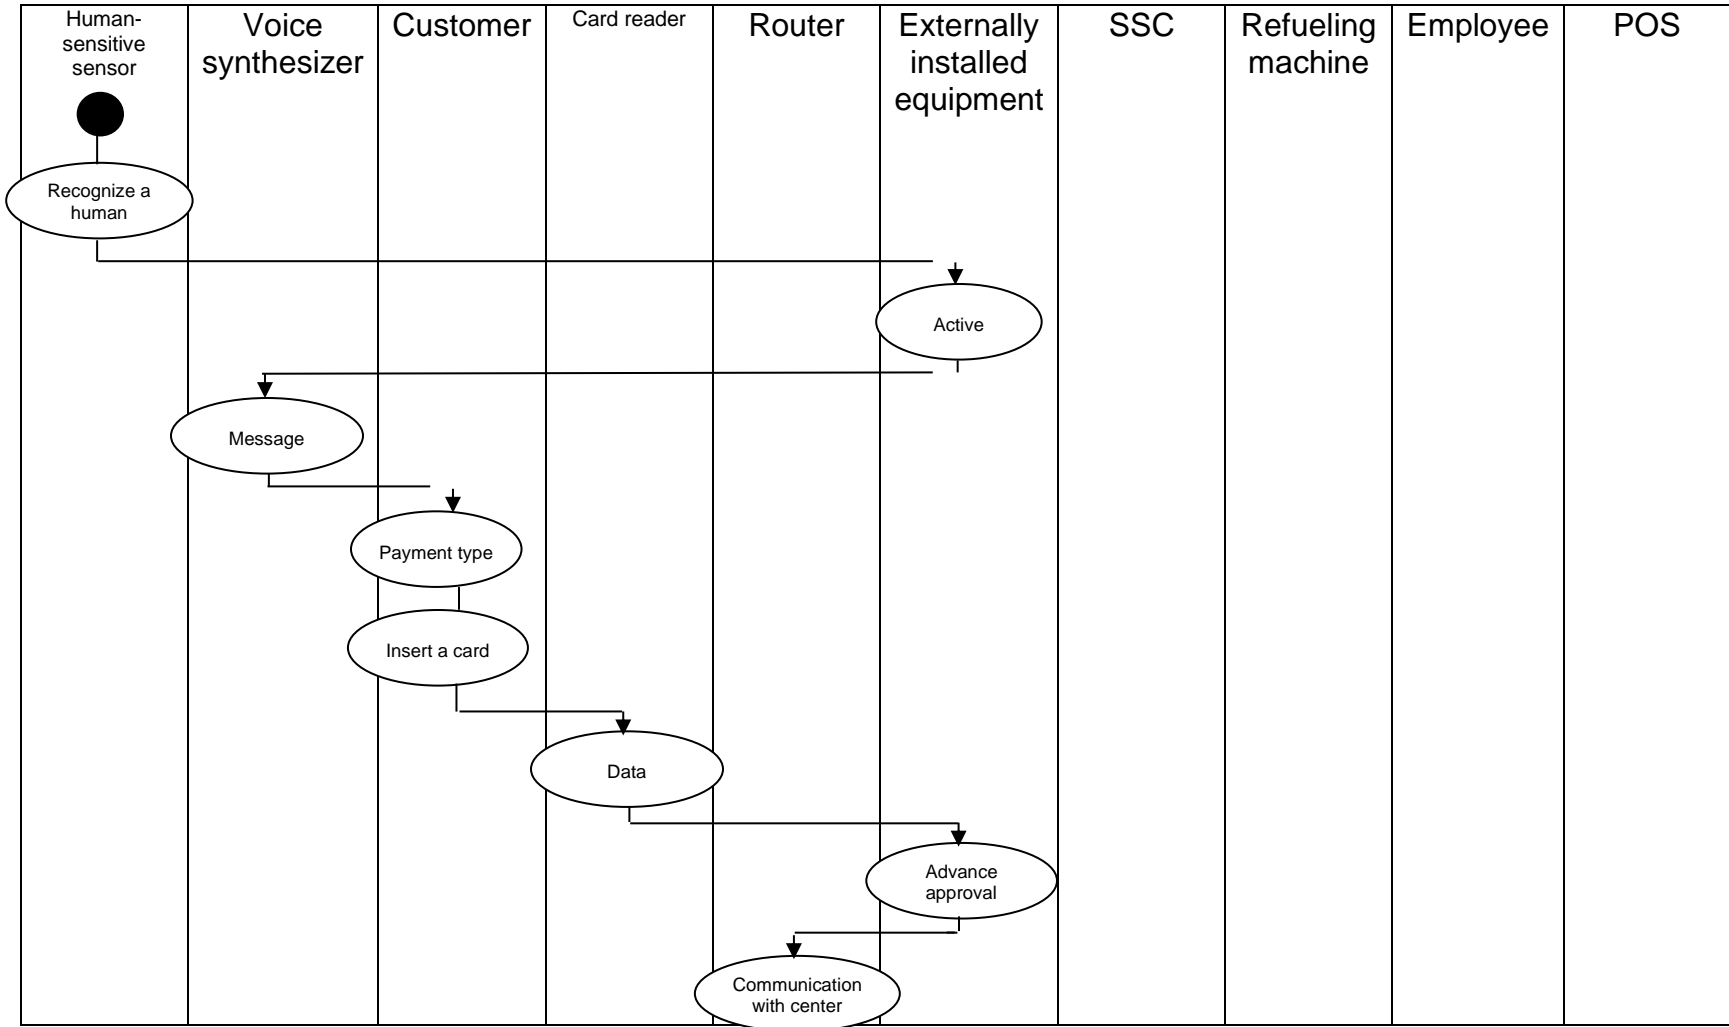 Human-
sensitive
sensor
Voice
synthesizer
Customer
Card reader
Router
Externally
installed
equipment
SSC
Refueling
machine
Employee
POS
Recognize a
human
Active
Message
Payment type
Insert a card
Data
Advance
approval
Communication
with center